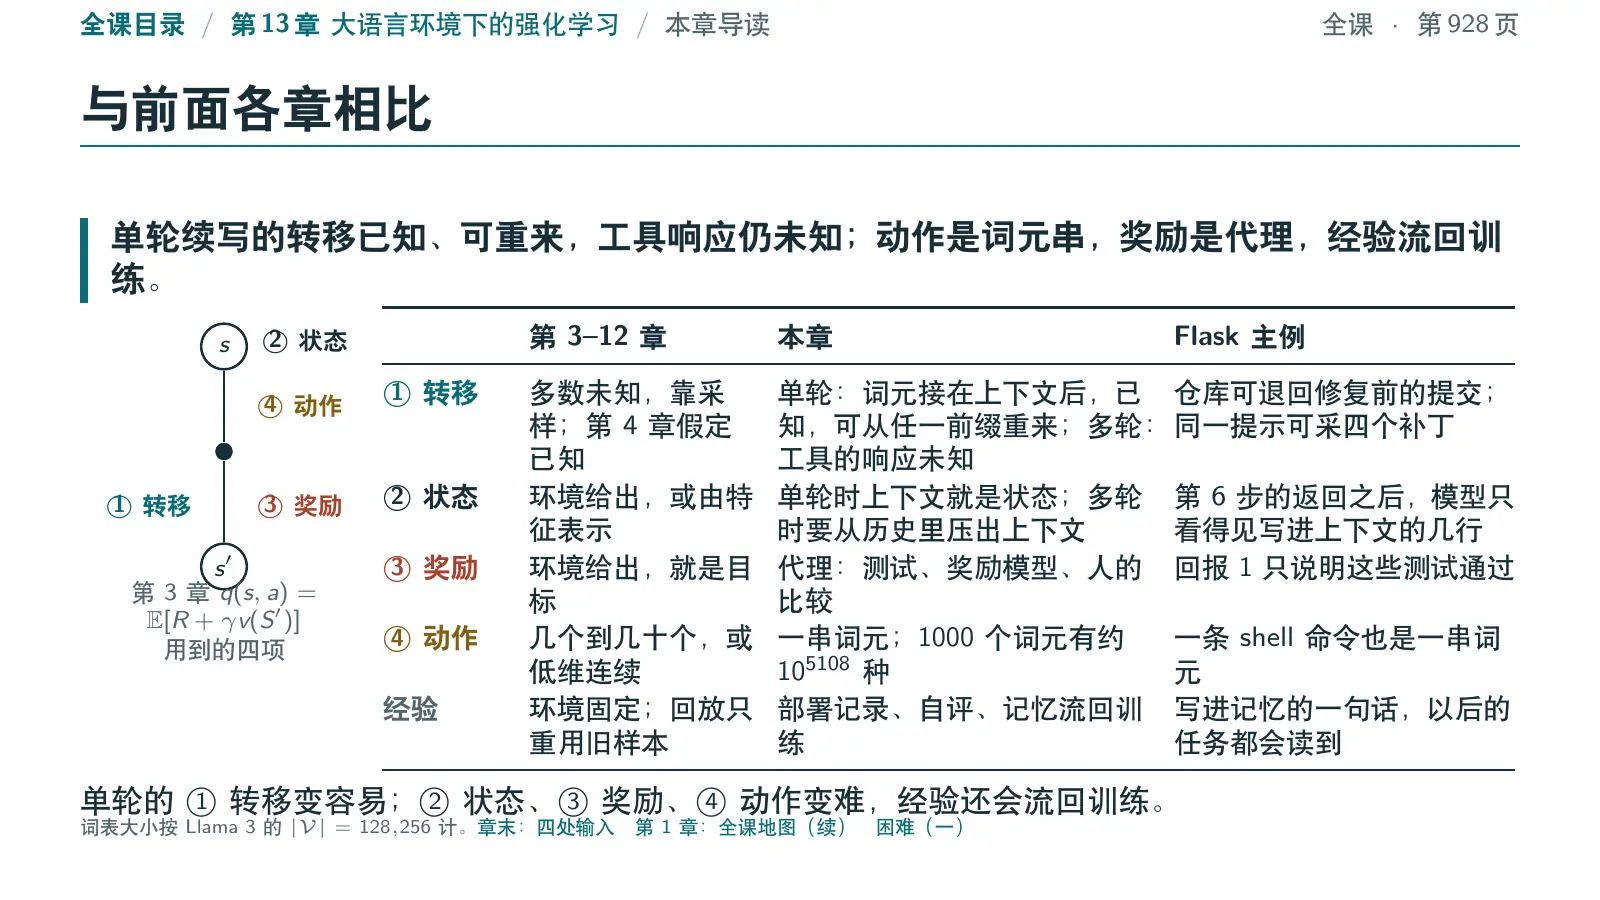 全课目录 / 第 13 章 大语言环境下的强化学习 / 本章导读
全课 · 第 928 页
与前面各章相比
单轮续写的转移已知、可重来，工具响应仍未知；动作是词元串，奖励是代理，经验流回训
练。
s ② 状态
④ 动作
① 转移 ③ 奖励
s′
第 3 章 q(s, a) =
𝔼[R + γv(S′)]
用到的四项
第 3–12 章 本章 Flask 主例
① 转移 多数未知，靠采 单轮：词元接在上下文后，已 仓库可退回修复前的提交；
样；第 4 章假定 知，可从任一前缀重来；多轮： 同一提示可采四个补丁
已知 工具的响应未知
② 状态 环境给出，或由特 单轮时上下文就是状态；多轮 第 6 步的返回之后，模型只
征表示 时要从历史里压出上下文 看得见写进上下文的几行
③ 奖励 环境给出，就是目 代理：测试、奖励模型、人的 回报 1 只说明这些测试通过
标 比较
④ 动作 几个到几十个，或 一串词元；1000 个词元有约 一条 shell 命令也是一串词
低维连续 10^5108 种 元
经验 环境固定；回放只 部署记录、自评、记忆流回训 写进记忆的一句话，以后的
重用旧样本 练 任务都会读到
单轮的 ① 转移变容易；② 状态、③ 奖励、④ 动作变难，经验还会流回训练。
词表大小按 Llama 3 的 |𝒱| = 128,256 计。章末：四处输入 第 1 章：全课地图（续） 困难（一）